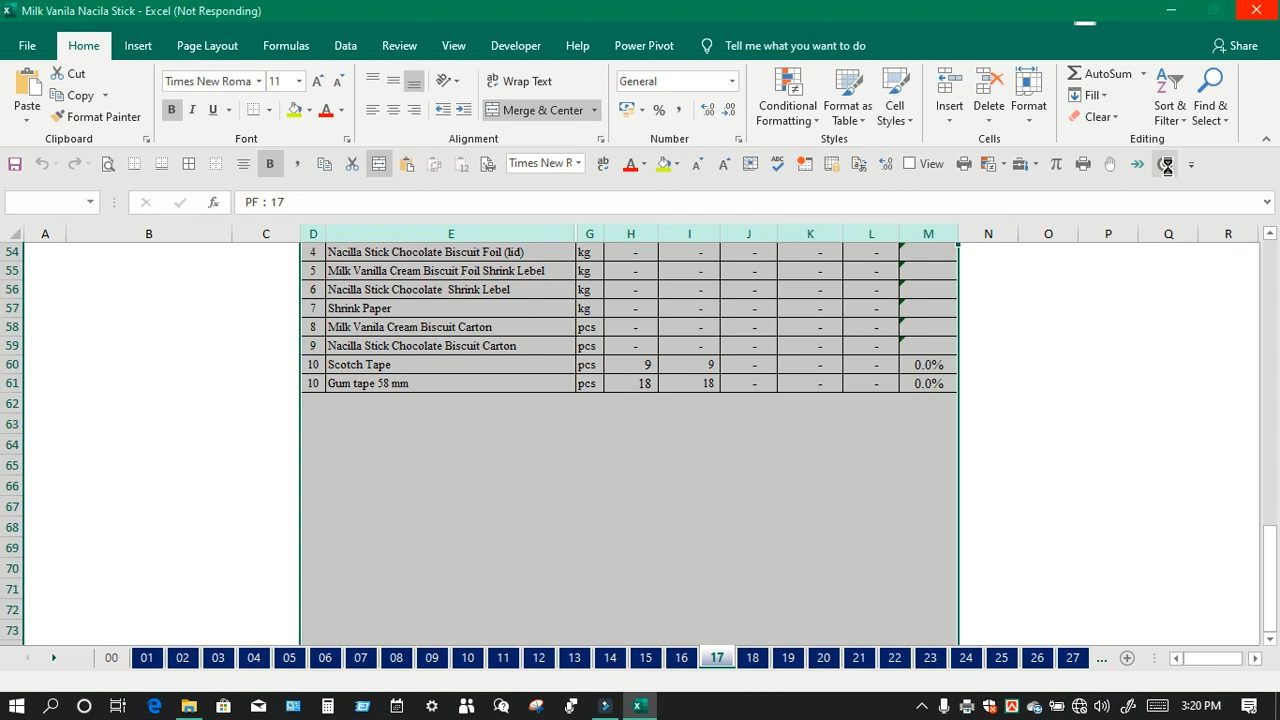 Milk Vanila Nacila Stick - Excel (Not Responding)
File Home Insert Page Layout Formulas Data Review View Developer Help Power Pivot Tell me what you want to do Share
Paste Cut Copy Format Painter Clipboard
Times New Roma 11 B I U A Font
Wrap Text Merge & Center Alignment
General % , Number
Conditional Formatting Format as Table Cell Styles Styles
Insert Delete Format Cells
AutoSum Fill Clear Sort & Filter Find & Select Editing
B , Times New R A View π
fx PF : 17
A B C D E G H I J K L M N O P Q R
54 4 Nacilla Stick Chocolate Biscuit Foil (lid) kg - - - - -
55 5 Milk Vanilla Cream Biscuit Foil Shrink Lebel kg - - - - -
56 6 Nacilla Stick Chocolate Shrink Lebel kg - - - - -
57 7 Shrink Paper kg - - - - -
58 8 Milk Vanila Cream Biscuit Carton pcs - - - - -
59 9 Nacilla Stick Chocolate Biscuit Carton pcs - - - - -
60 10 Scotch Tape pcs 9 9 - - - 0.0%
61 10 Gum tape 58 mm pcs 18 18 - - - 0.0%
62
63
64
65
66
67
68
69
70
71
72
73
00 01 02 03 04 05 06 07 08 09 10 11 12 13 14 15 16 17 18 19 20 21 22 23 24 25 26 27 ...
3:20 PM